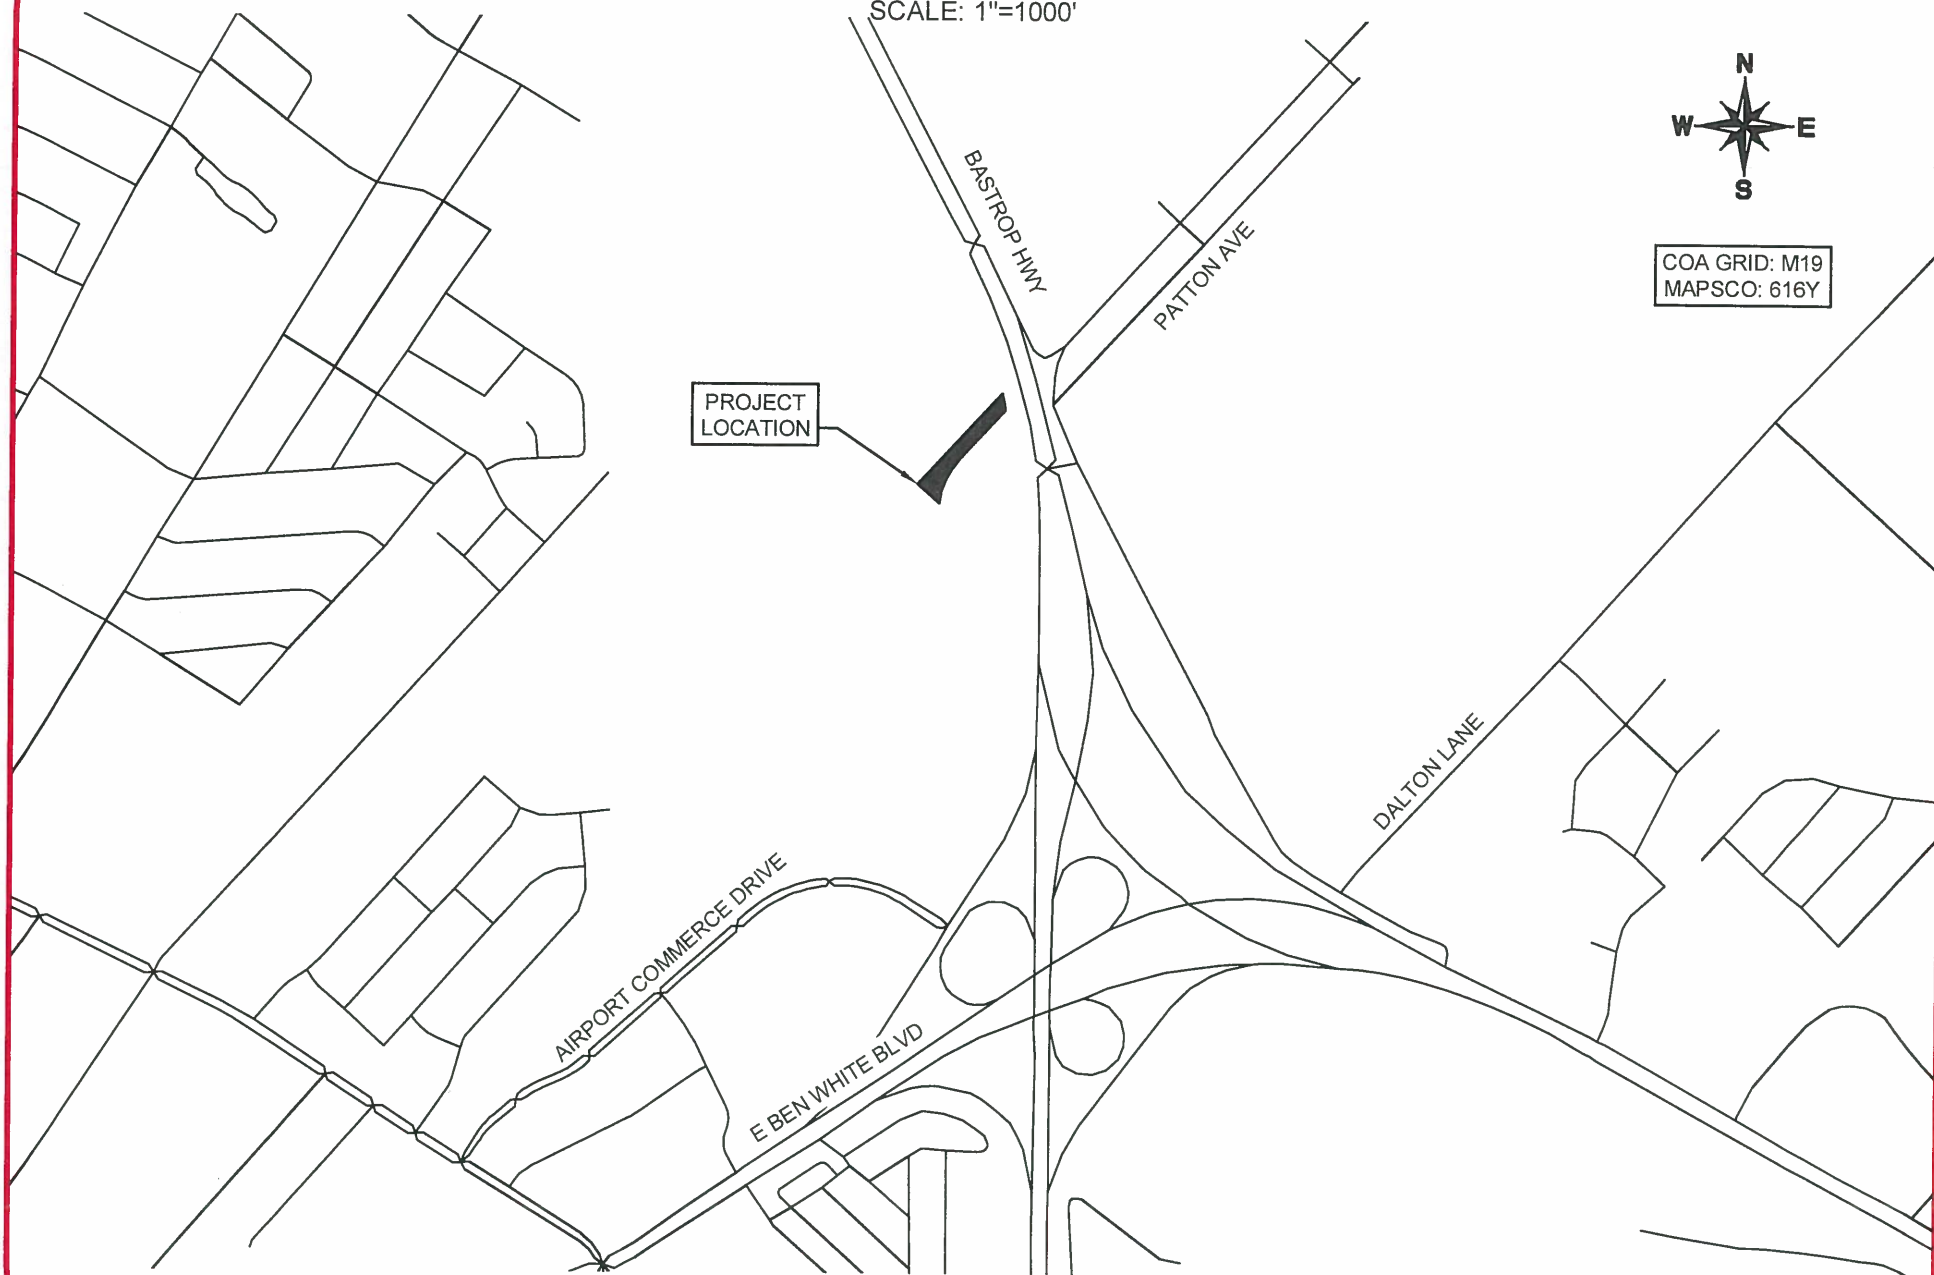 SCALE: 1"=1000'
N
W
E
S
BASTROP HWY
PATTON AVE
COA GRID: M19
MAPSCO: 616Y
PROJECT
LOCATION
DALTON LANE
AIRPORT COMMERCE DRIVE
E BEN WHITE BLVD